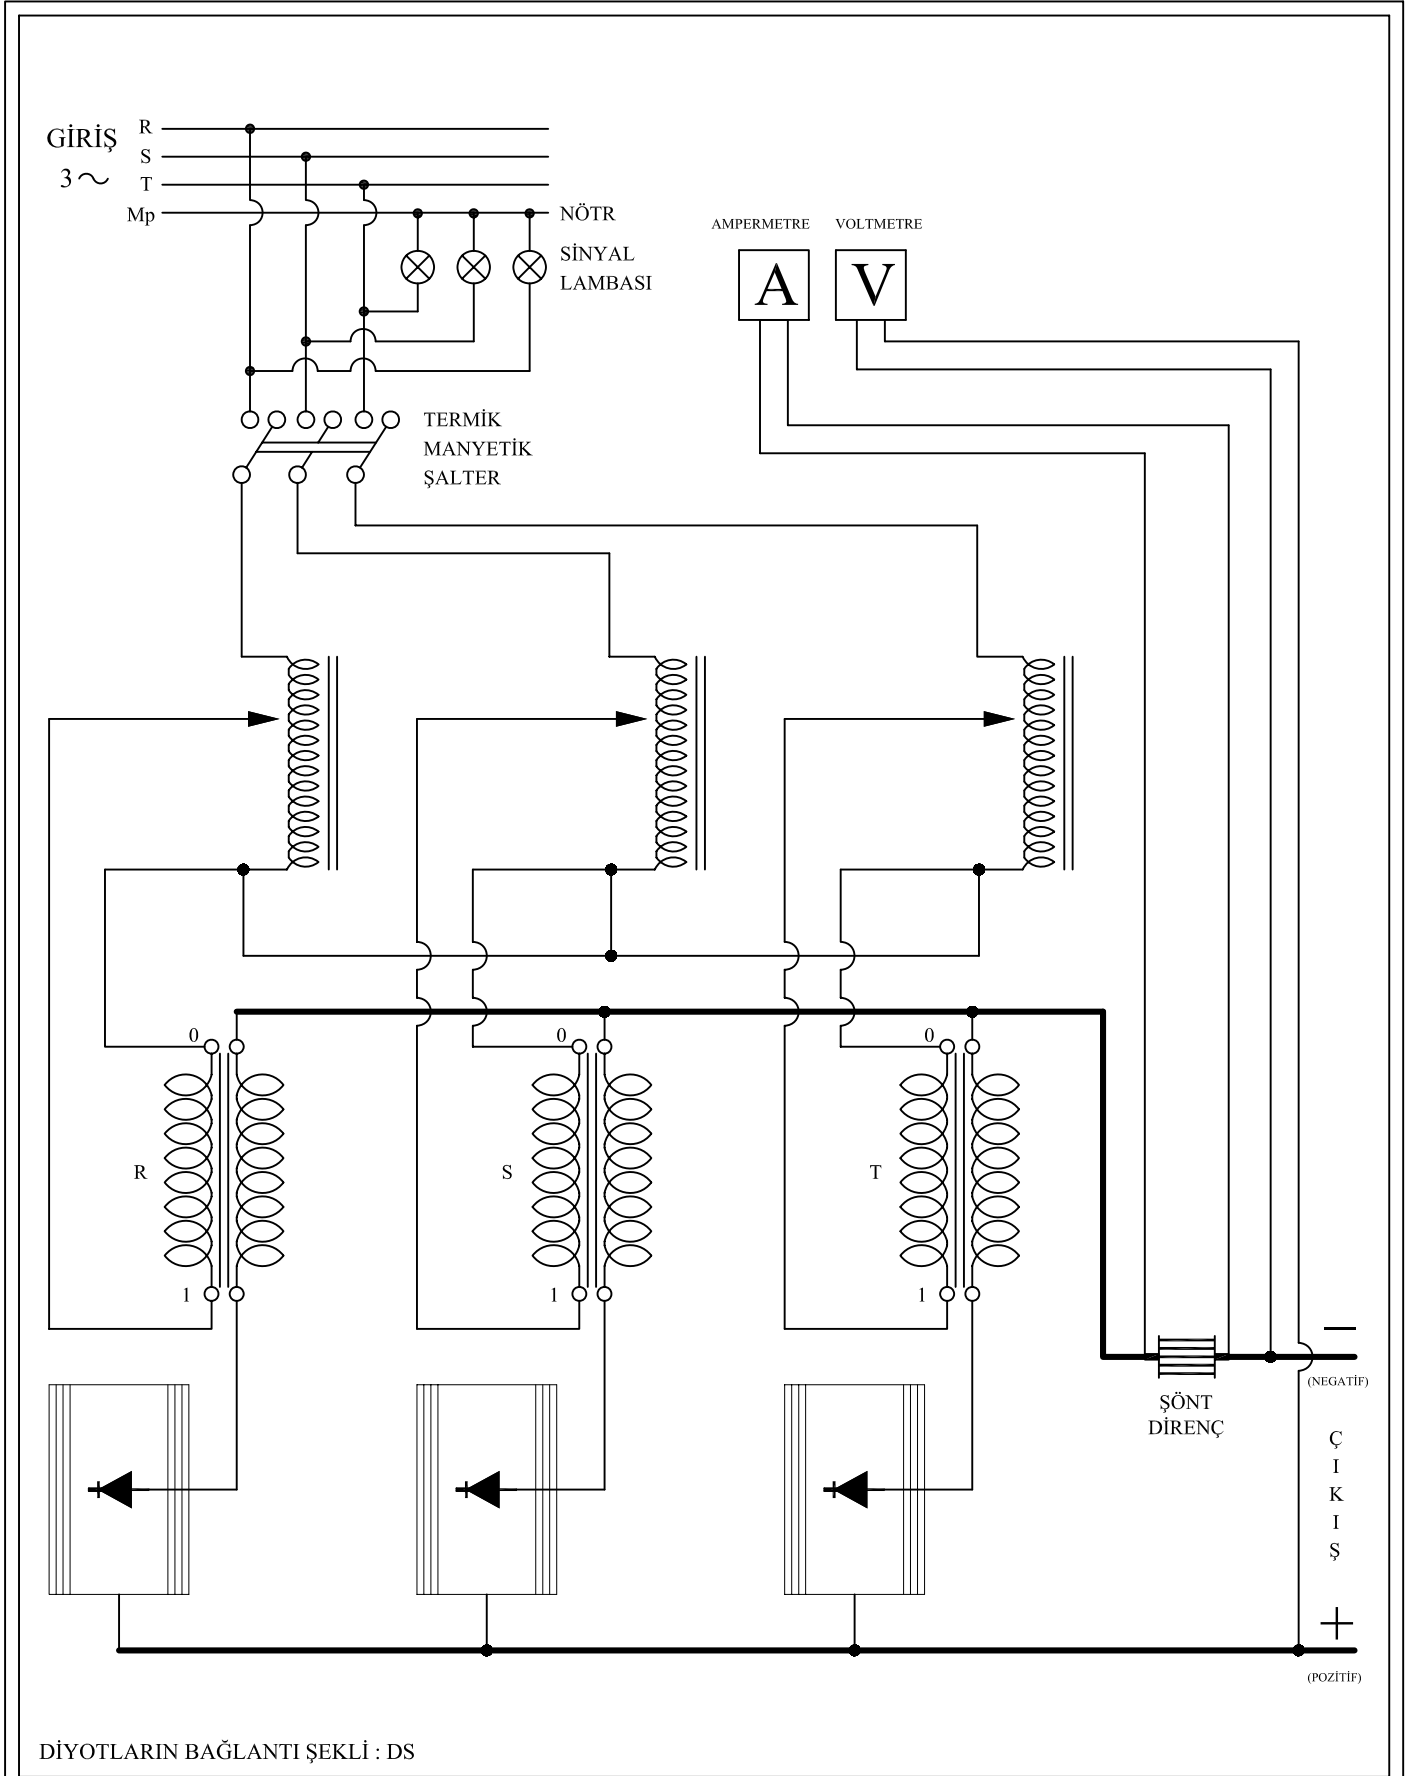 GİRİŞ
3
R
S
T
Mp
NÖTR
SİNYAL
LAMBASI
AMPERMETRE
VOLTMETRE
A
V
TERMİK
MANYETİK
ŞALTER
0
0
0
R
S
T
1
1
1
ŞÖNT
DİRENÇ
—
(NEGATİF)
Ç
I
K
I
Ş
+
(POZİTİF)
DİYOTLARIN BAĞLANTI ŞEKLİ : DS